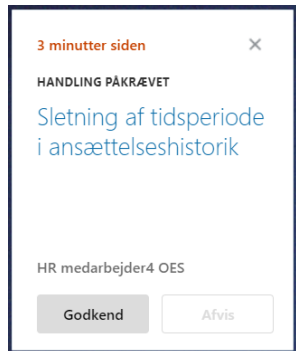 3 minutter siden
HANDLING PÅKRÆVET
Sletning af tidsperiode
i ansættelseshistorik
HR medarbejder4 OES
Godkend
Afvis